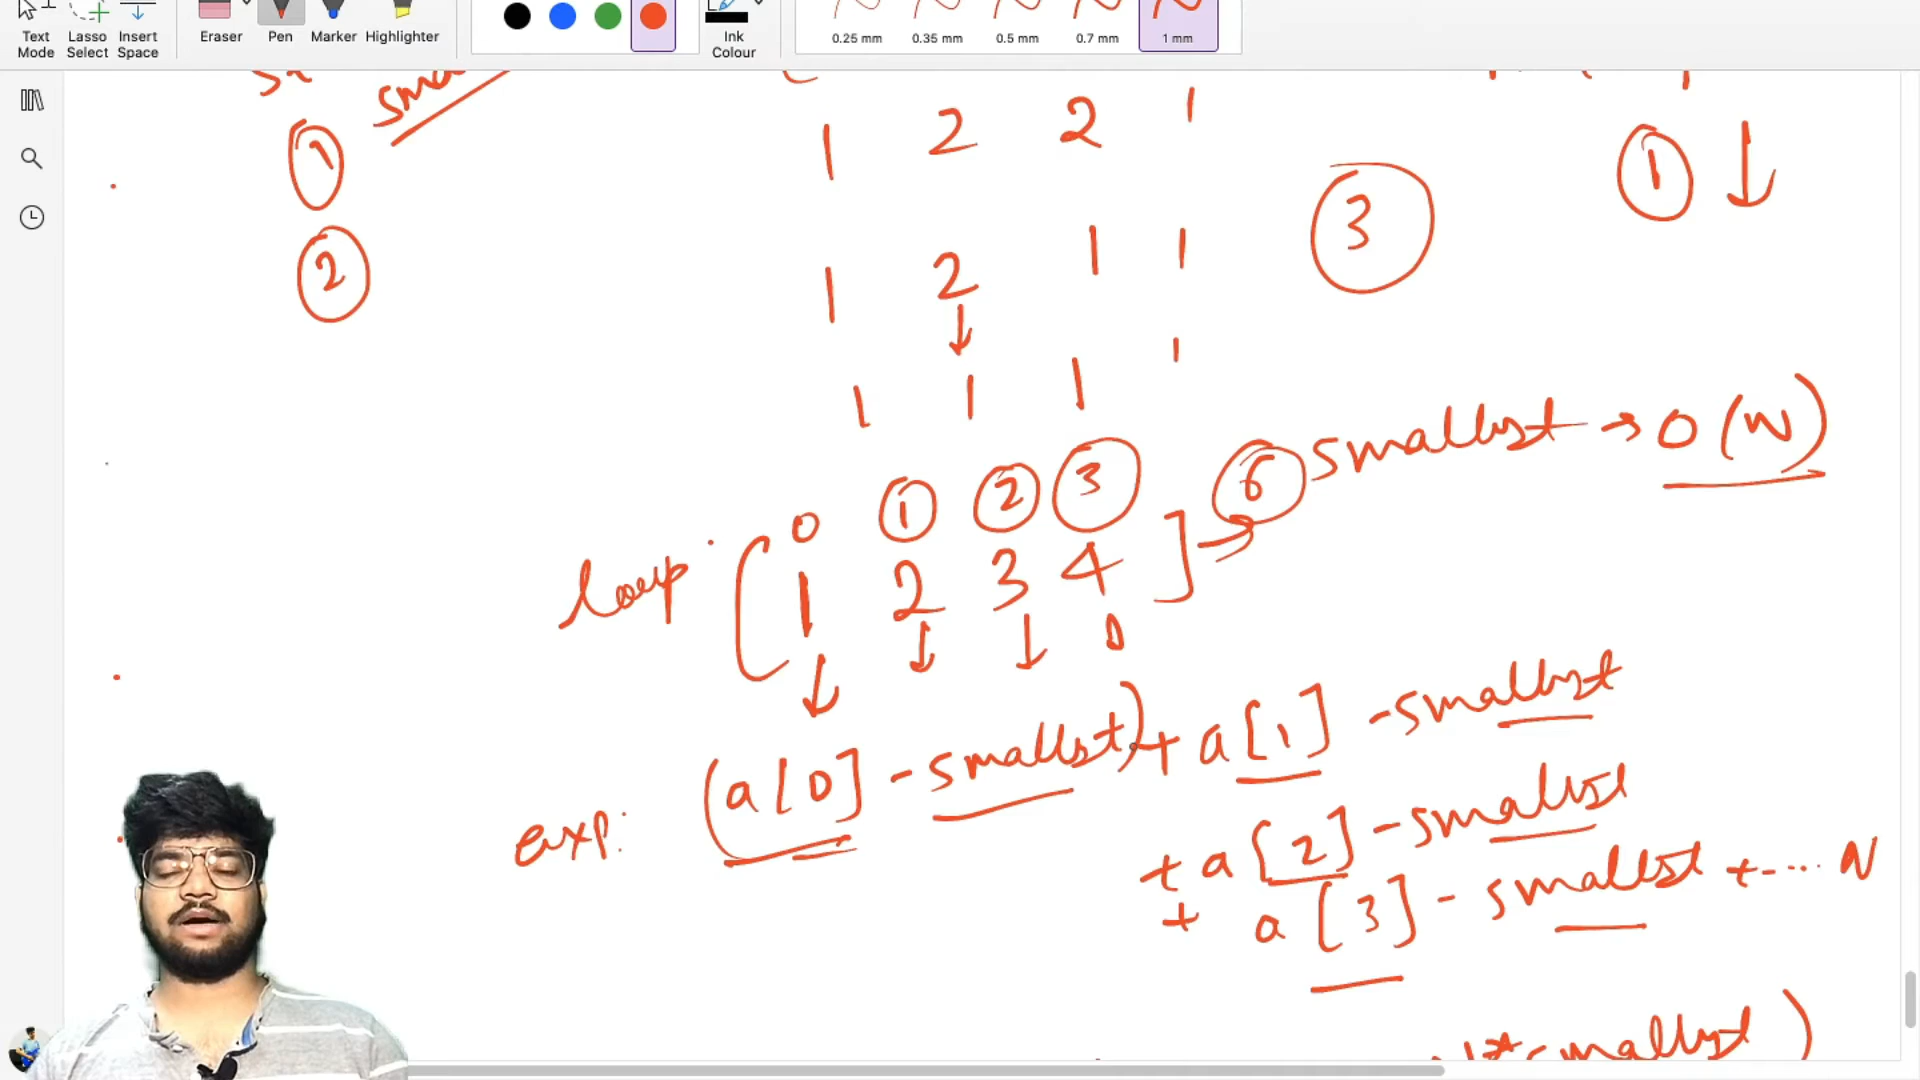 Text Mode
Lasso Select
Insert Space
Eraser
Pen
Marker
Highlighter
Ink Colour
0.25 mm
0.35 mm
0.5 mm
0.7 mm
1 mm
1 2 2 1
1
1
3
2
1 2 1 1
1 1 1 1
0 1 2 3
6 smallest → O(N)
loop: [1 2 3 4]
0
exp: (a[0] - smallest) + a[1] - smallest
+ a[2] - smallest
+ a[3] - smallest + .... N
smallest)